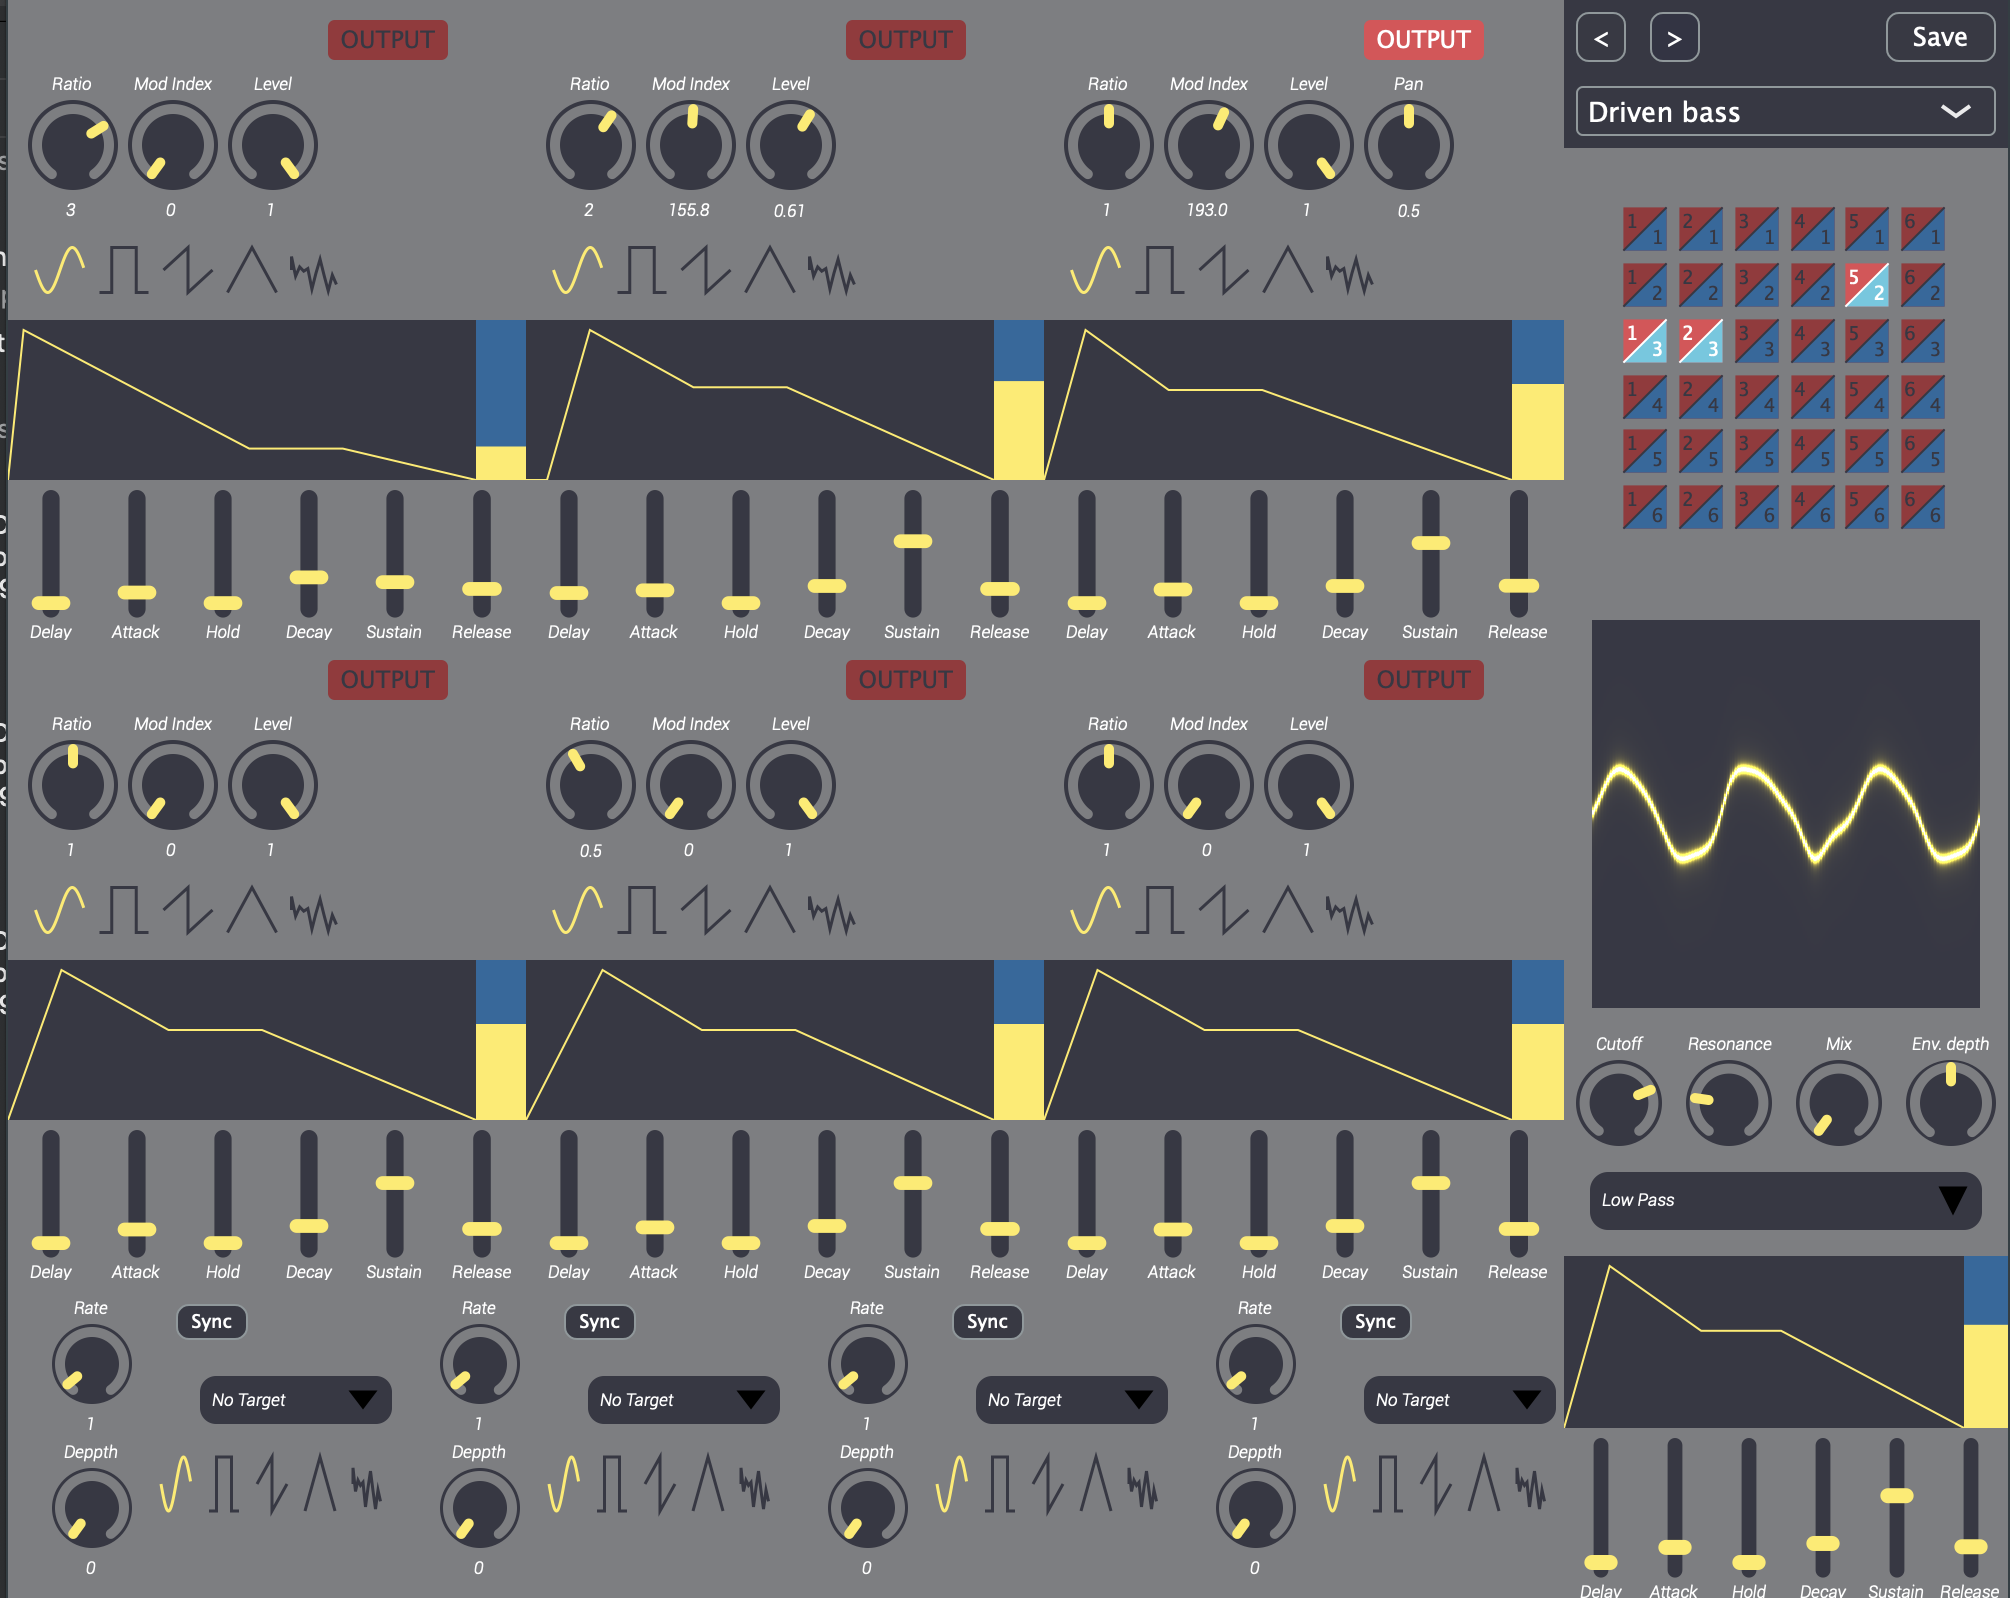 OUTPUT OUTPUT OUTPUT < > Save
Ratio Mod Index Level Ratio Mod Index Level Ratio Mod Index Level Pan
Driven bass
3 0 1 2 155.8 0.61 1 193.0 1 0.5
1 1 2 1 3 1 4 1 5 1 6 1
1 2 2 2 3 2 4 2 5 2 6 2
1 3 2 3 3 3 4 3 5 3 6 3
1 4 2 4 3 4 4 4 5 4 6 4
1 5 2 5 3 5 4 5 5 5 6 5
1 6 2 6 3 6 4 6 5 6 6 6
Delay Attack Hold Decay Sustain Release Delay Attack Hold Decay Sustain Release Delay Attack Hold Decay Sustain Release
OUTPUT OUTPUT OUTPUT
Ratio Mod Index Level Ratio Mod Index Level Ratio Mod Index Level
1 0 1 0.5 0 1 1 0 1
Cutoff Resonance Mix Env. depth
Low Pass
Delay Attack Hold Decay Sustain Release Delay Attack Hold Decay Sustain Release Delay Attack Hold Decay Sustain Release
Rate Sync Rate Sync Rate Sync Rate Sync
No Target No Target No Target No Target
1 1 1 1
Deppth Deppth Deppth Deppth
0 0 0 0
Delay Attack Hold Decay Sustain Release